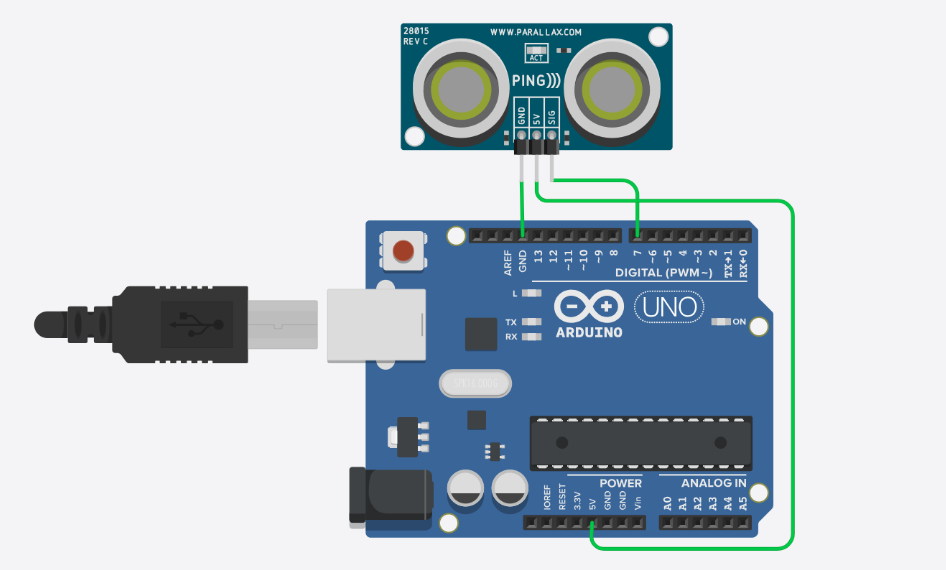 28015
REV C
WWW.PARALLAX.COM
ACT
PING)))
GND
5V
SIG
AREF
GND
13
12
~11
~10
~9
8
7
~6
~5
4
~3
2
TX→1
RX←0
DIGITAL (PWM~)
L
TX
RX
ARDUINO
UNO
ON
POWER
ANALOG IN
IOREF
RESET
3.3V
5V
GND
GND
Vin
A0
A1
A2
A3
A4
A5